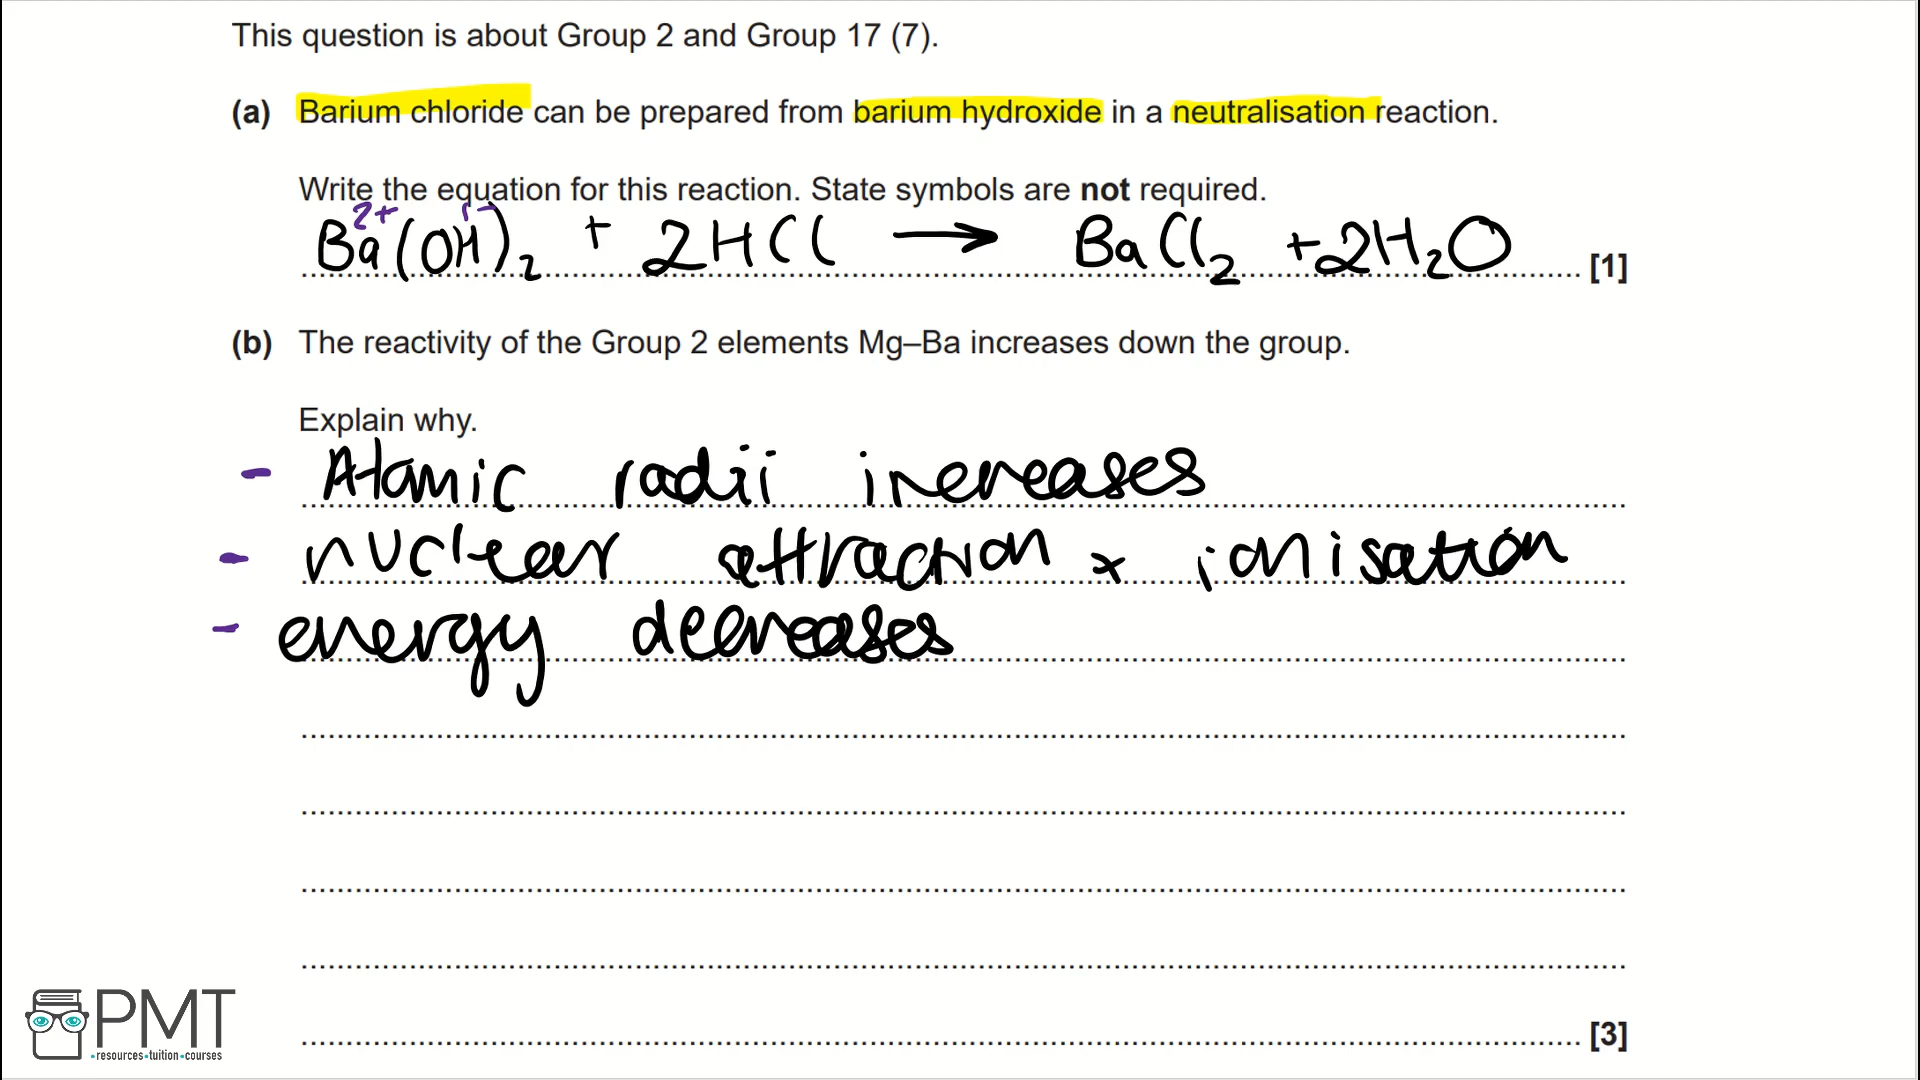 This question is about Group 2 and Group 17 (7).
(a) Barium chloride can be prepared from barium hydroxide in a neutralisation reaction.
Write the equation for this reaction. State symbols are not required.
Ba²⁺(OH⁻)₂ + 2HCl → BaCl₂ + 2H₂O [1]
(b) The reactivity of the Group 2 elements Mg–Ba increases down the group.
Explain why.
- Atomic radii increases
- nuclear attraction + ionisation
- energy decreases
[3]
PMT
•resources•tuition•courses